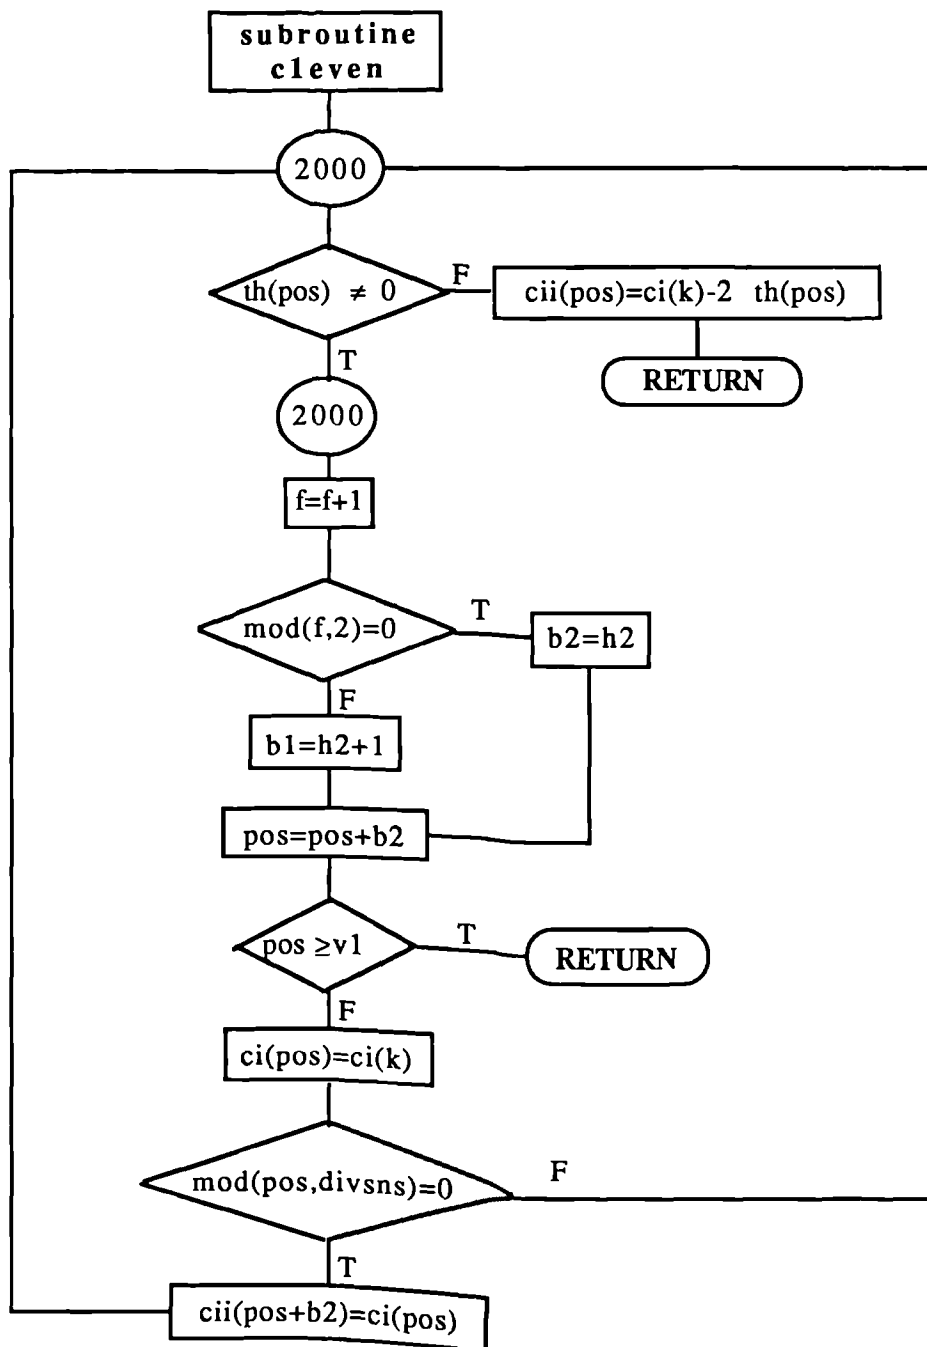 subroutine
c1even
2000
th(pos) ≠ 0
F
cii(pos)=ci(k)-2 th(pos)
T
RETURN
2000
f=f+1
mod(f,2)=0
T
b2=h2
F
b1=h2+1
pos=pos+b2
pos ≥v1
T
RETURN
F
ci(pos)=ci(k)
mod(pos,divsns)=0
F
T
cii(pos+b2)=ci(pos)